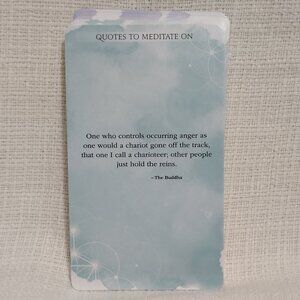 QUOTES TO MEDITATE ON
One who controls occurring anger as
one would a chariot gone off the track,
that one I call a charioteer; other people
just hold the reins.
–The Buddha